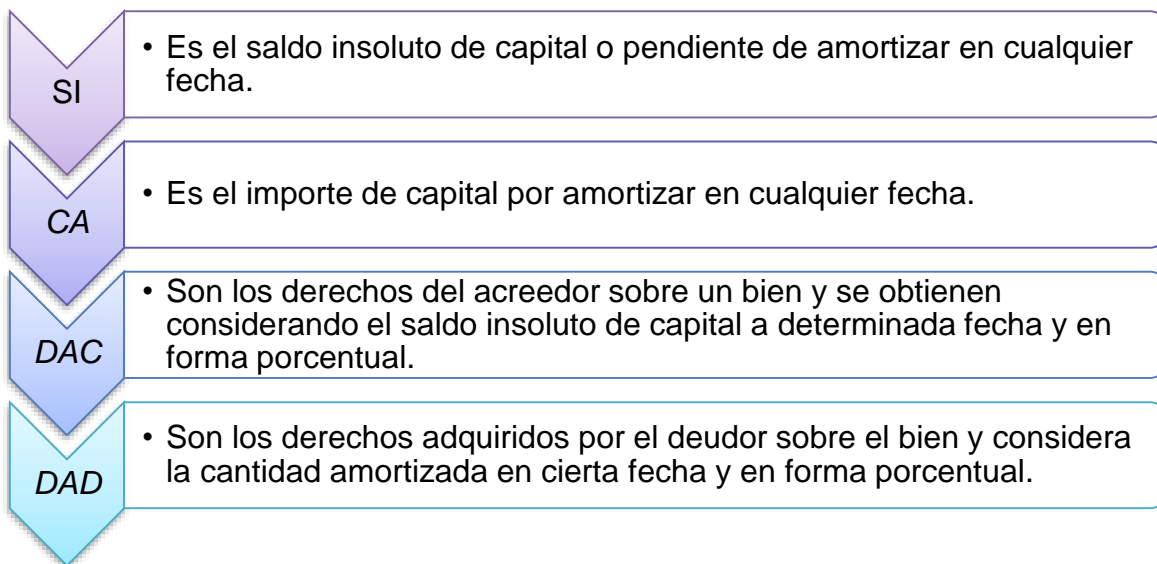 SI
• Es el saldo insoluto de capital o pendiente de amortizar en cualquier
fecha.
CA
• Es el importe de capital por amortizar en cualquier fecha.
DAC
• Son los derechos del acreedor sobre un bien y se obtienen
considerando el saldo insoluto de capital a determinada fecha y en
forma porcentual.
DAD
• Son los derechos adquiridos por el deudor sobre el bien y considera
la cantidad amortizada en cierta fecha y en forma porcentual.